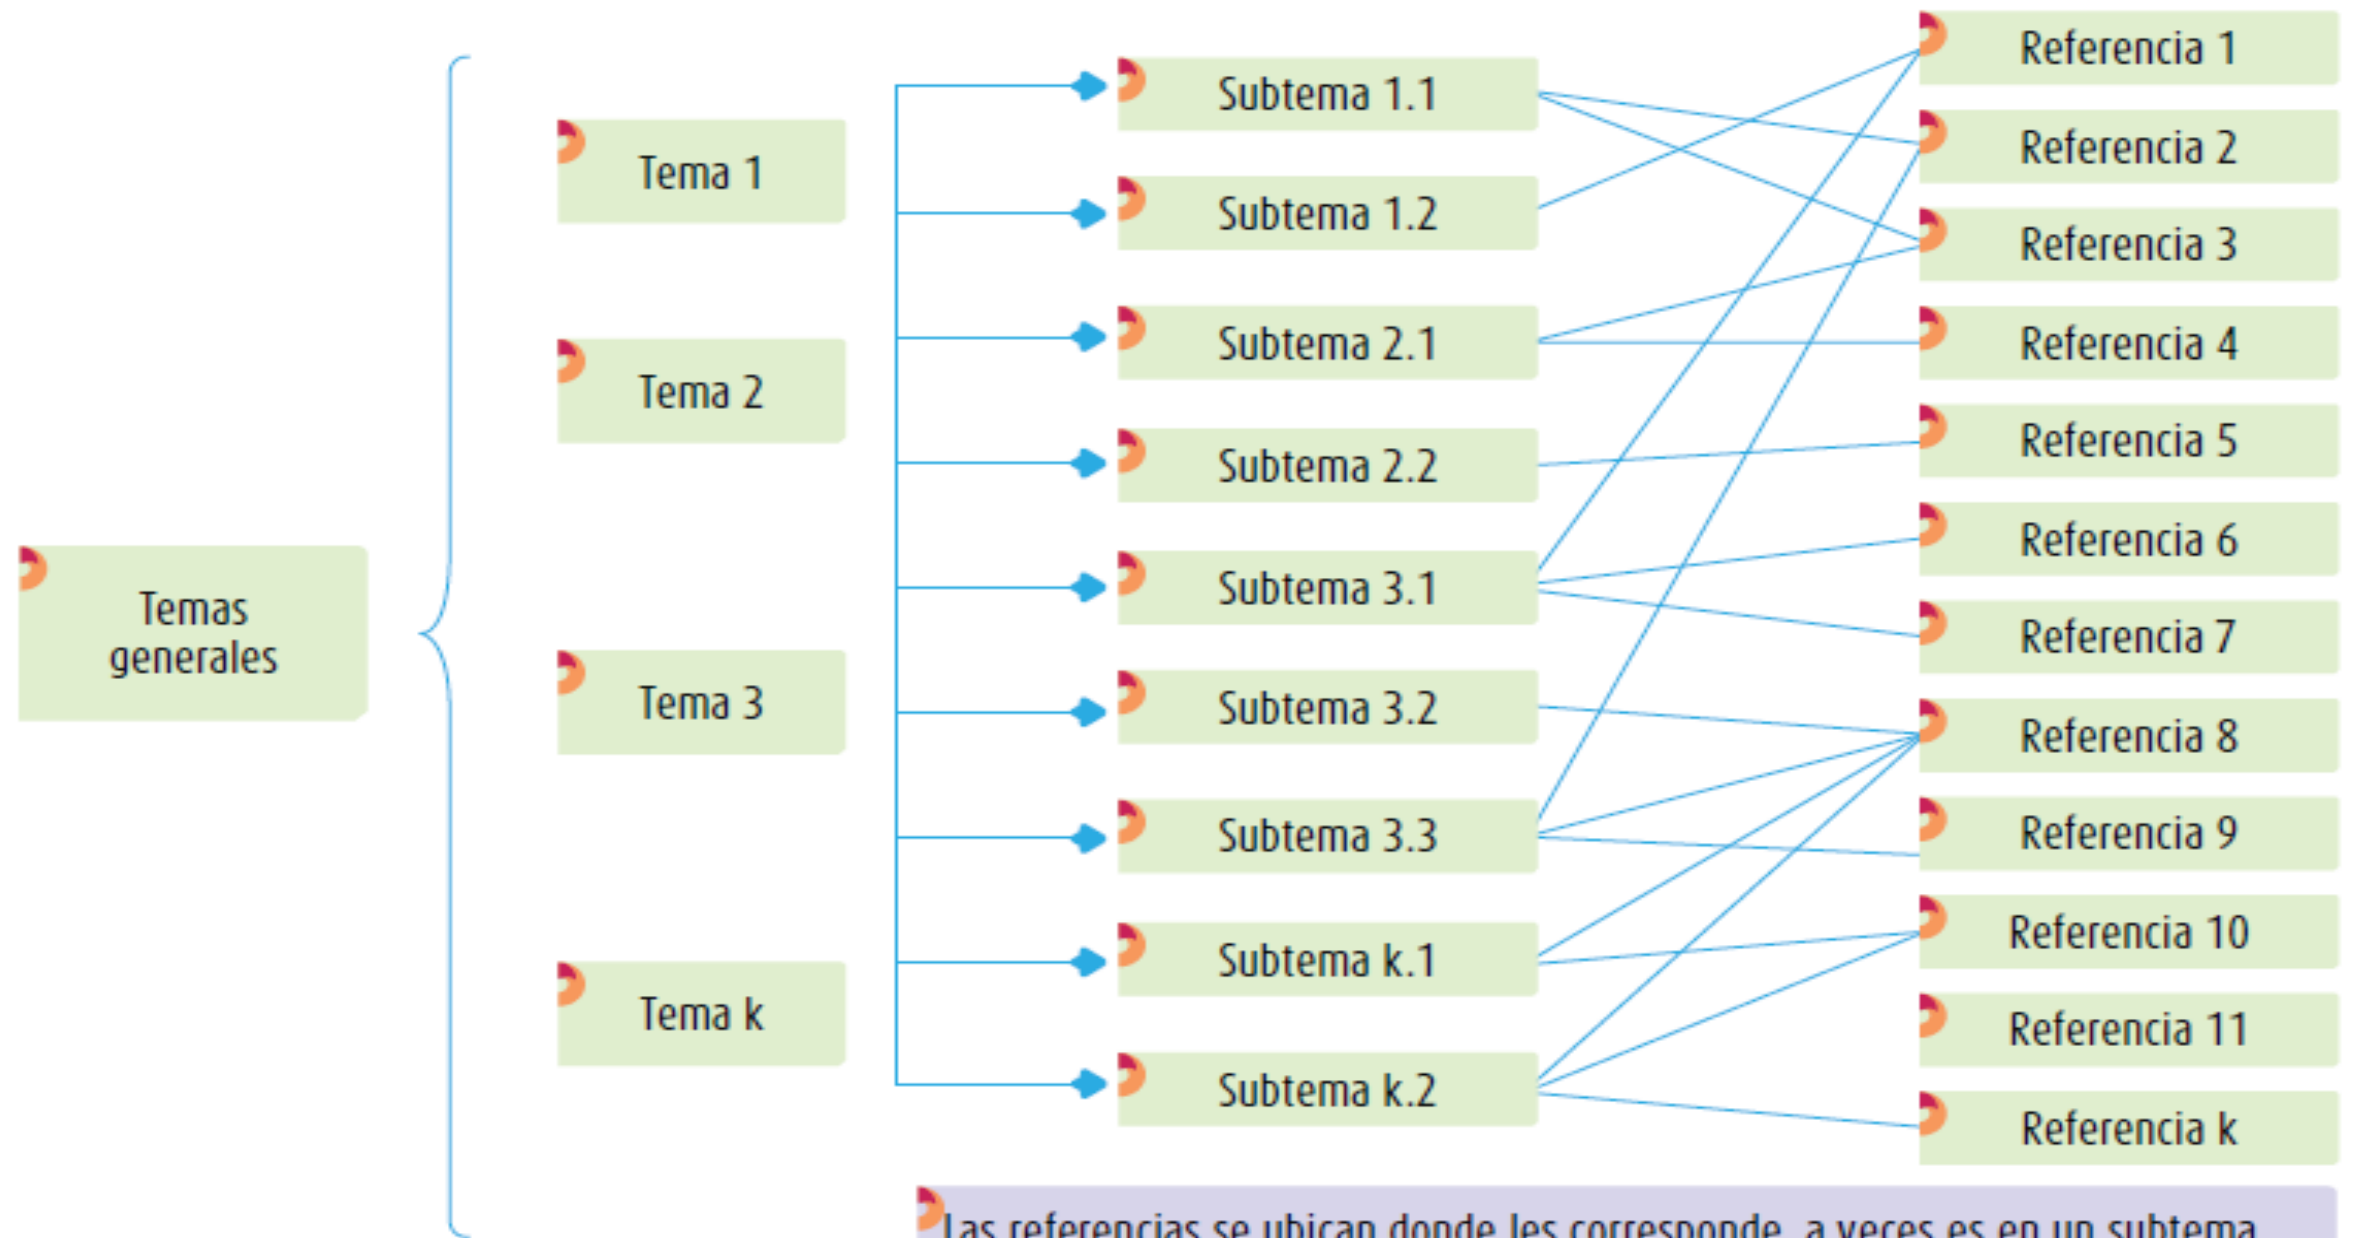 Temas
generales
Tema 1
Tema 2
Tema 3
Tema k
Subtema 1.1
Subtema 1.2
Subtema 2.1
Subtema 2.2
Subtema 3.1
Subtema 3.2
Subtema 3.3
Subtema k.1
Subtema k.2
Referencia 1
Referencia 2
Referencia 3
Referencia 4
Referencia 5
Referencia 6
Referencia 7
Referencia 8
Referencia 9
Referencia 10
Referencia 11
Referencia k
Las referencias se ubican donde les corresponde, a veces es en un subtema